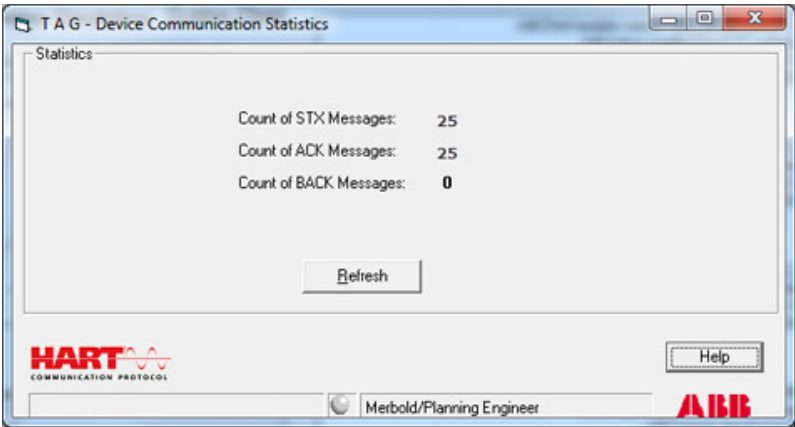 T A G - Device Communication Statistics
Statistics
Count of STX Messages: 25
Count of ACK Messages: 25
Count of BACK Messages: 0
Refresh
HART
COMMUNICATION PROTOCOL
Help
Merbold/Planning Engineer
ABB